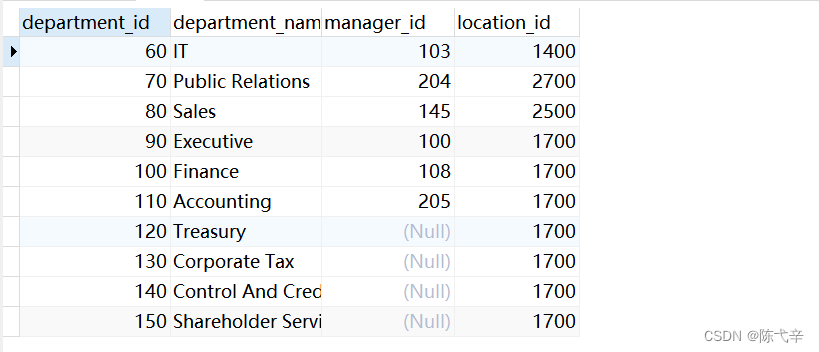 department_id department_nam manager_id location_id
60 IT 103 1400
70 Public Relations 204 2700
80 Sales 145 2500
90 Executive 100 1700
100 Finance 108 1700
110 Accounting 205 1700
120 Treasury (Null) 1700
130 Corporate Tax (Null) 1700
140 Control And Cred (Null) 1700
150 Shareholder Servi (Null) 1700
CSDN @陈弋辛